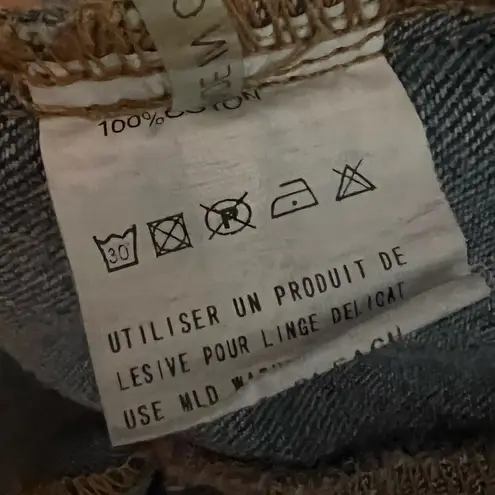 100% COTON
30°
P
UTILISER UN PRODUIT DE
LESIVE POUR LINGE DELICAT
USE MLD